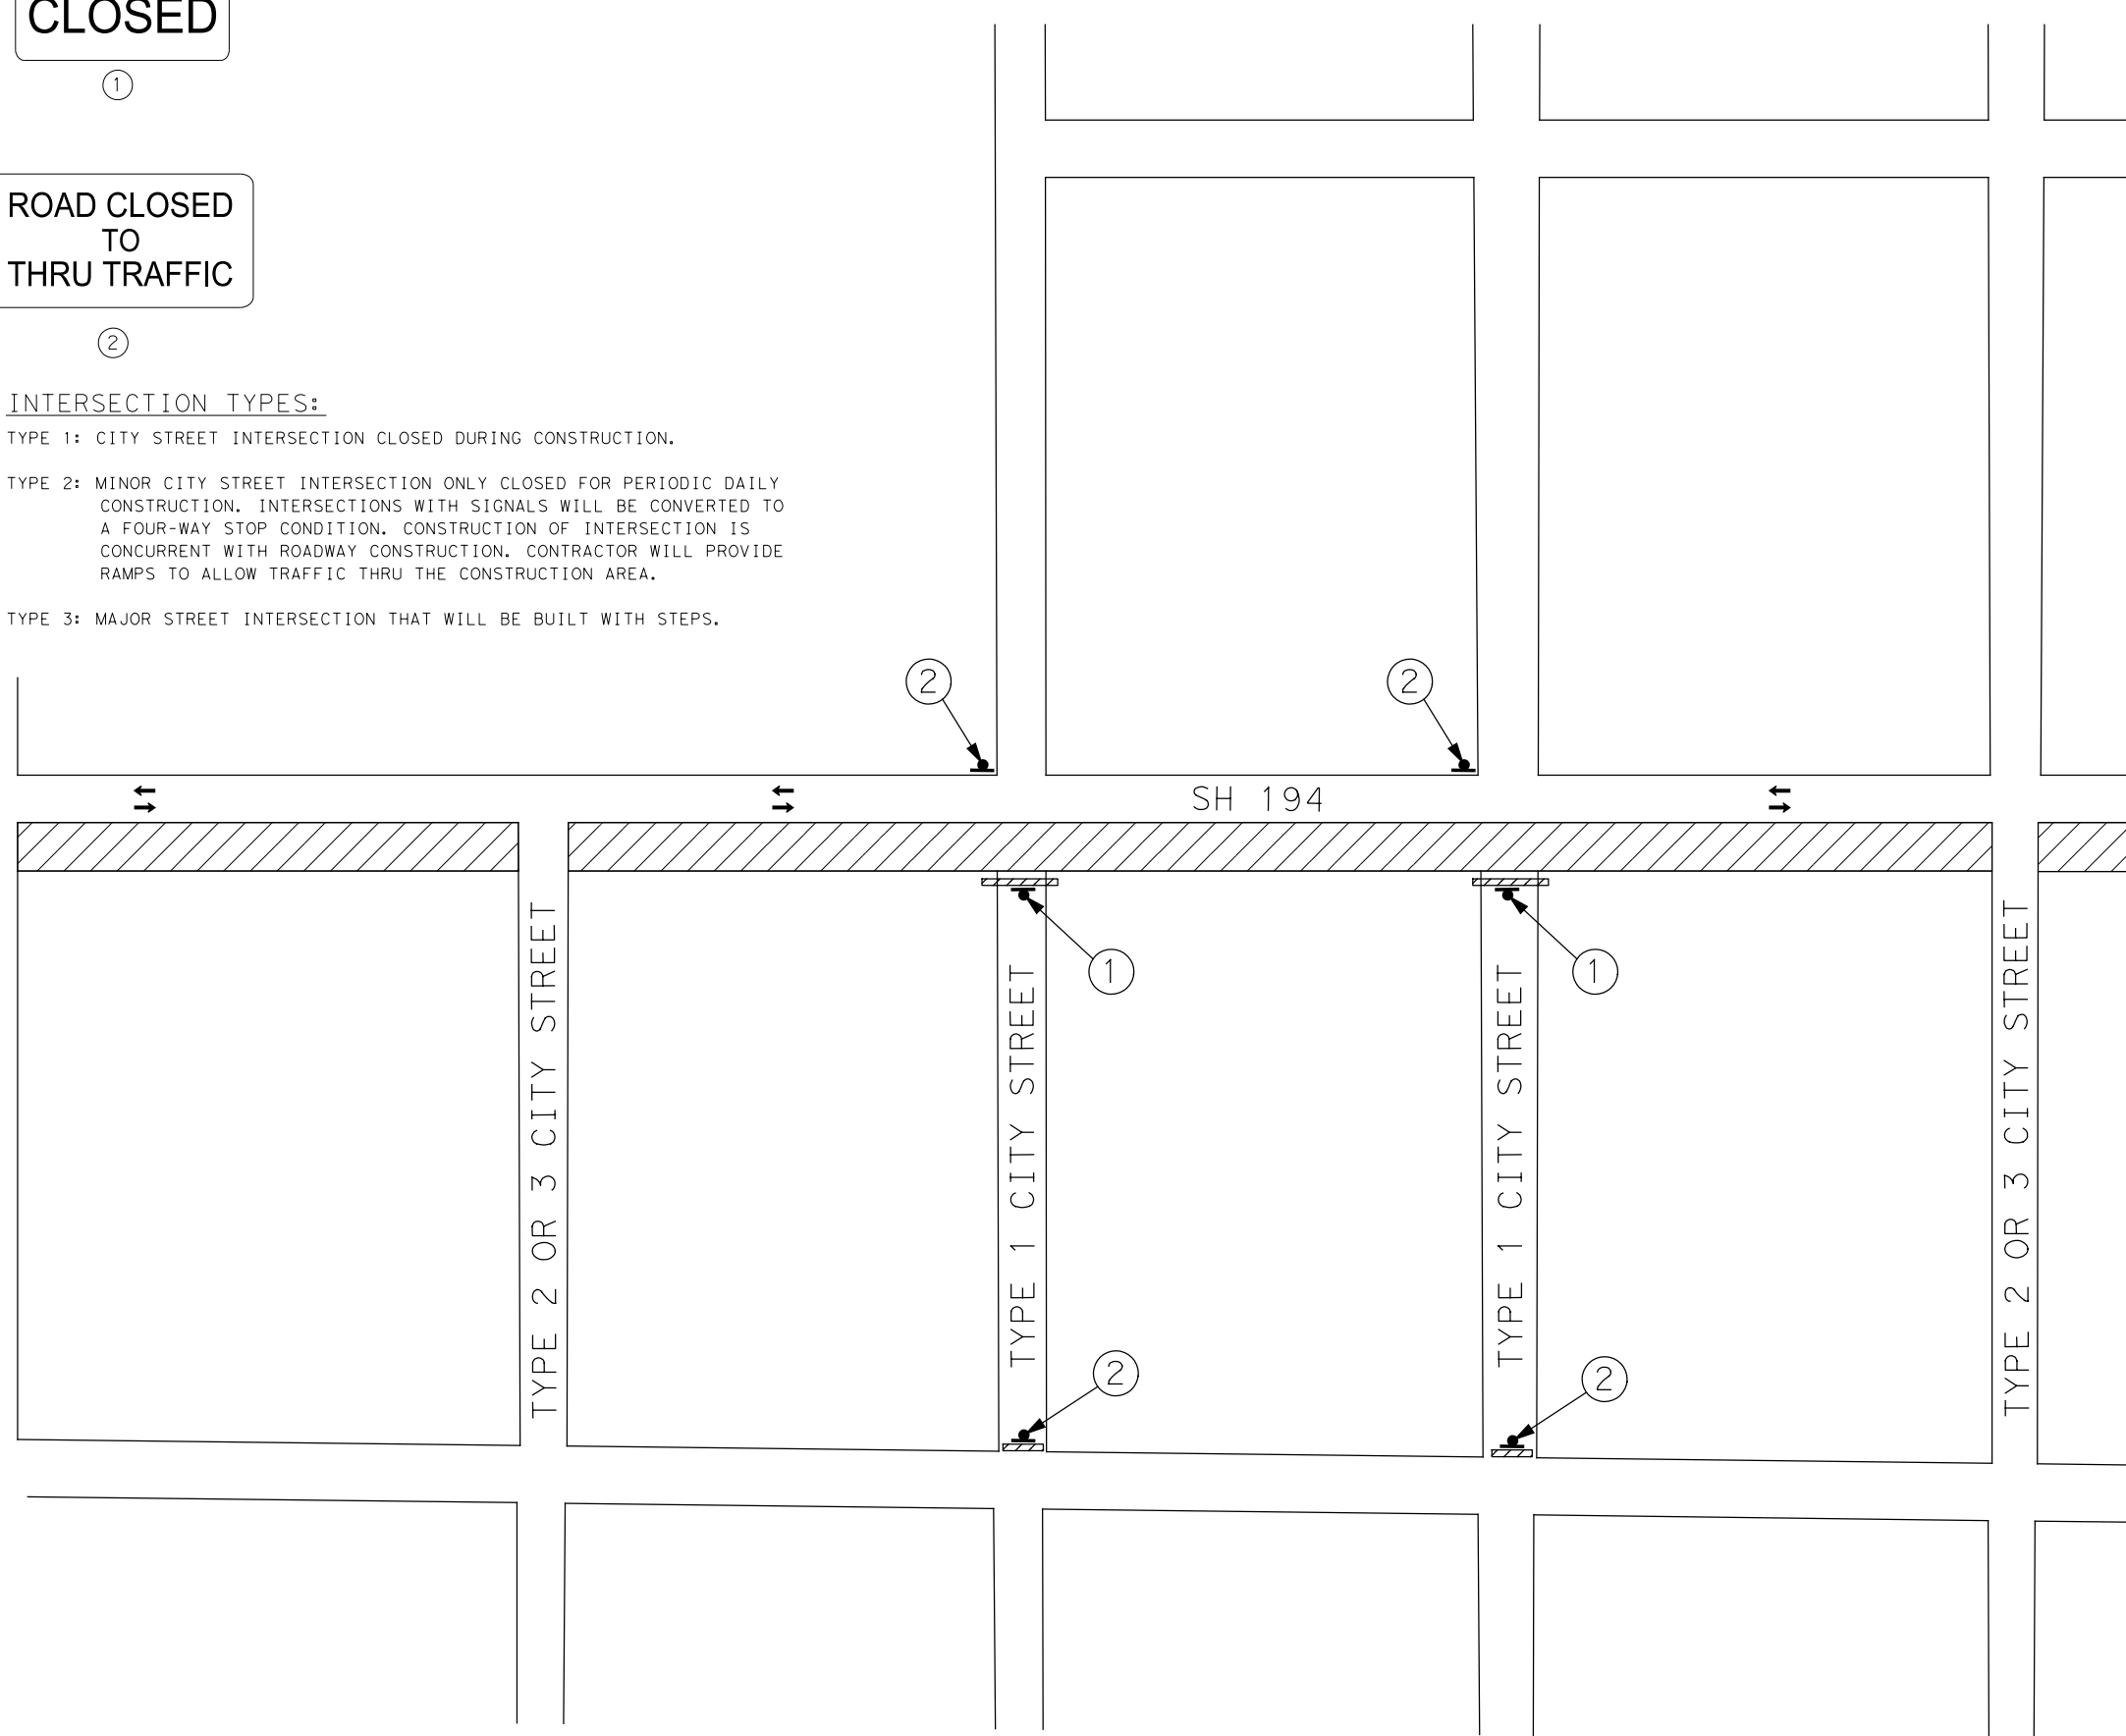 CLOSED
1
ROAD CLOSED
TO
THRU TRAFFIC
2
INTERSECTION TYPES:
TYPE 1: CITY STREET INTERSECTION CLOSED DURING CONSTRUCTION.
TYPE 2: MINOR CITY STREET INTERSECTION ONLY CLOSED FOR PERIODIC DAILY
CONSTRUCTION. INTERSECTIONS WITH SIGNALS WILL BE CONVERTED TO
A FOUR-WAY STOP CONDITION. CONSTRUCTION OF INTERSECTION IS
CONCURRENT WITH ROADWAY CONSTRUCTION. CONTRACTOR WILL PROVIDE
RAMPS TO ALLOW TRAFFIC THRU THE CONSTRUCTION AREA.
TYPE 3: MAJOR STREET INTERSECTION THAT WILL BE BUILT WITH STEPS.
2
2
SH 194
1
1
TYPE 2 OR 3 CITY STREET
TYPE 1 CITY STREET
TYPE 1 CITY STREET
TYPE 2 OR 3 CITY STREET
2
2